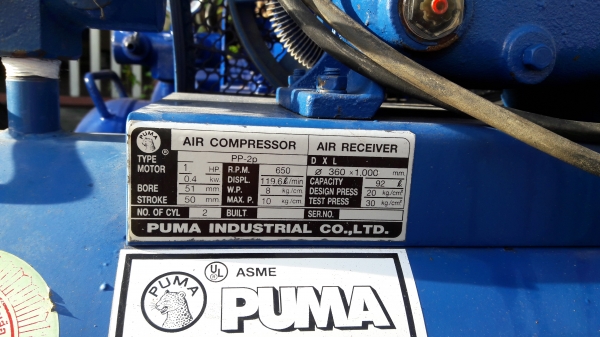 PUMA ® AIR COMPRESSOR AIR RECEIVER
TYPE PP-2p D X L
MOTOR 1 HP R.P.M. 650 ø 360 ×1,000 mm
0.4 kw DISPL. 119.6ℓ/min CAPACITY 92 ℓ
BORE 51 mm W.P. 8 kg/cm² DESIGN PRESS 20 kg/cm²
STROKE 50 mm MAX. P. 10 kg/cm² TEST PRESS 30 kg/cm²
NO. OF CYL 2 BUILT SER.NO.
PUMA INDUSTRIAL CO.,LTD.
UL ASME
PUMA PUMA